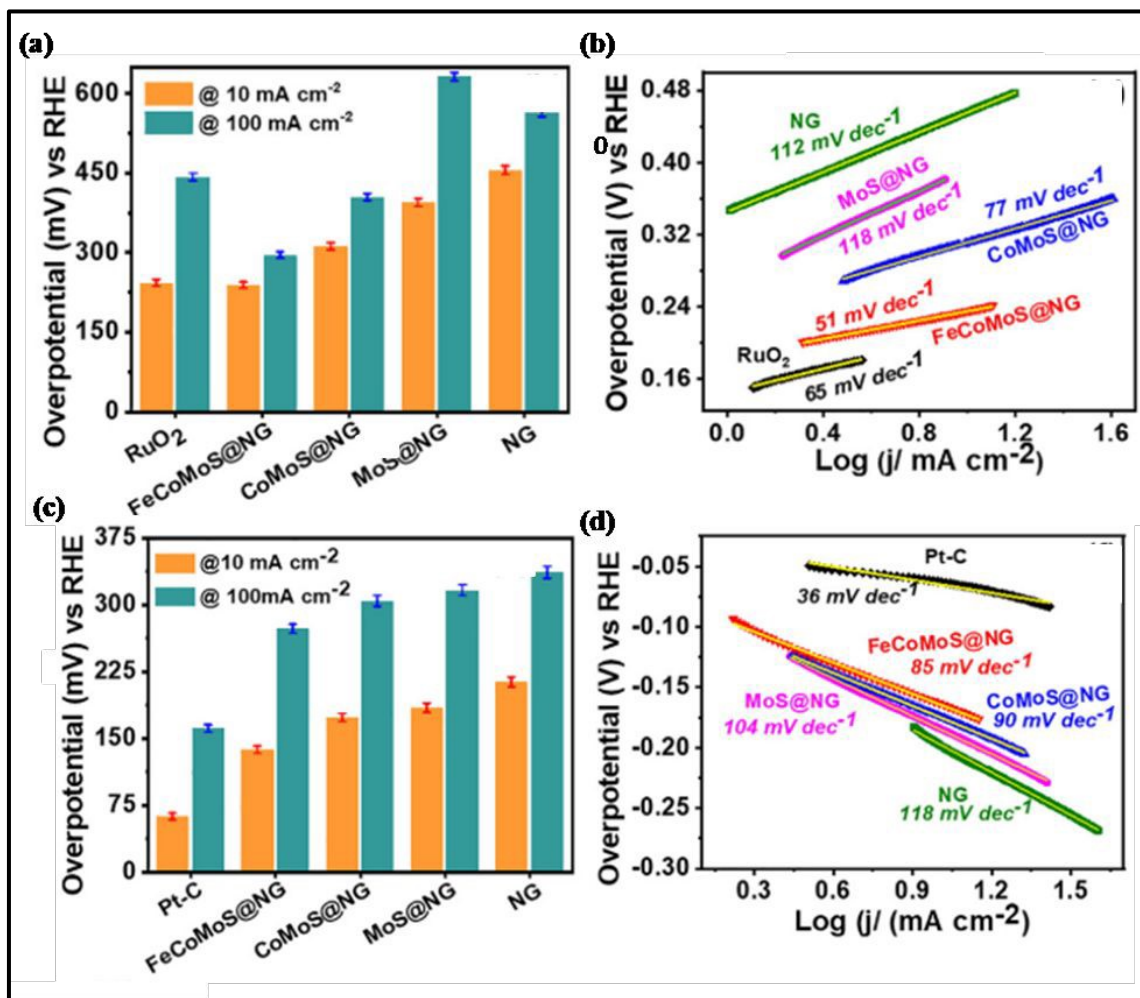 (a)
Overpotential (mV) vs RHE
600
450
300
150
0
@ 10 mA cm⁻²
@ 100 mA cm⁻²
RuO₂
FeCoMoS@NG
CoMoS@NG
MoS@NG
NG
(b)
0
Overpotential (V) vs RHE
0.48
0.40
0.32
0.24
0.16
NG
112 mV dec⁻¹
MoS@NG
118 mV dec⁻¹
77 mV dec⁻¹
CoMoS@NG
51 mV dec⁻¹
FeCoMoS@NG
RuO₂
65 mV dec⁻¹
0.0 0.4 0.8 1.2 1.6
Log (j/ mA cm⁻²)
(c)
Overpotential (mV) vs RHE
375
300
225
150
75
0
@10 mA cm⁻²
@ 100mA cm⁻²
Pt-C
FeCoMoS@NG
CoMoS@NG
MoS@NG
NG
(d)
Overpotential (V) vs RHE
-0.05
-0.10
-0.15
-0.20
-0.25
-0.30
Pt-C
36 mV dec⁻¹
FeCoMoS@NG
85 mV dec⁻¹
MoS@NG
104 mV dec⁻¹
CoMoS@NG
90 mV dec⁻¹
NG
118 mV dec⁻¹
0.3 0.6 0.9 1.2 1.5
Log (j/ (mA cm⁻²)